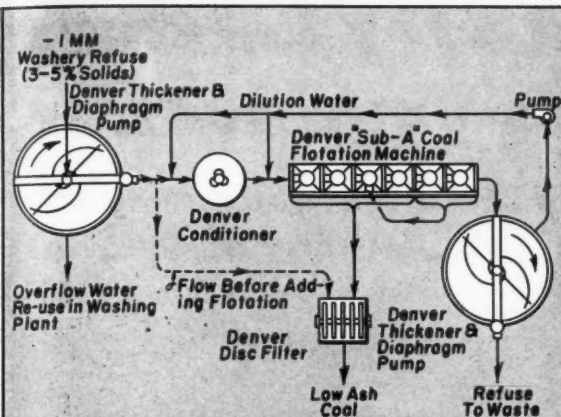 -1 MM
Washery Refuse
(3-5% Solids)
Denver Thickener &
Diaphragm
Pump
Dilution Water
Pump
Denver "Sub-A" Coal
Flotation Machine
Denver
Conditioner
Overflow Water
Re-use in Washing
Plant
Flow Before Add-
ing Flotation
Denver
Disc Filter
Denver
Thickener &
Diaphragm
Pump
Low Ash
Coal
Refuse
To Waste